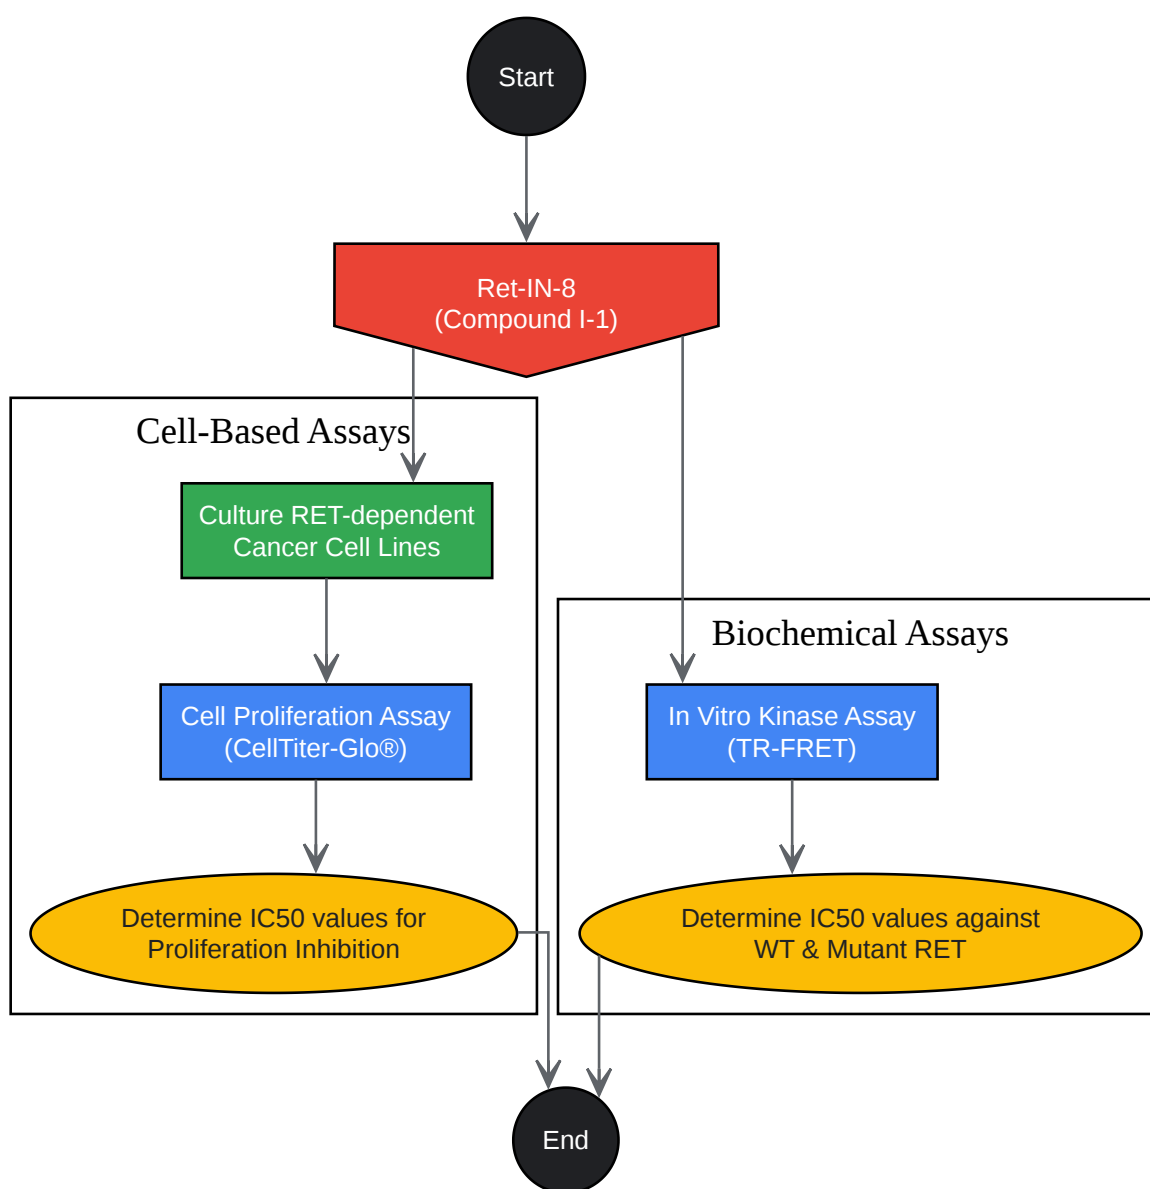 Start
Ret-IN-8
(Compound I-1)
Cell-Based Assays
Culture RET-dependent
Cancer Cell Lines
Cell Proliferation Assay
(CellTiter-Glo®)
Determine IC50 values for
Proliferation Inhibition
Biochemical Assays
In Vitro Kinase Assay
(TR-FRET)
Determine IC50 values against
WT & Mutant RET
End